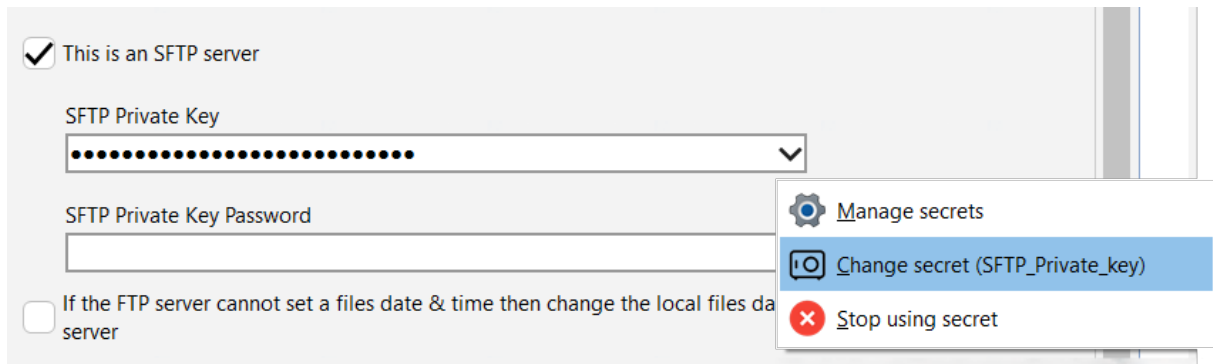 This is an SFTP server
SFTP Private Key
•••••••••••••••••••••••••••
SFTP Private Key Password
Manage secrets
Change secret (SFTP_Private_key)
Stop using secret
If the FTP server cannot set a files date & time then change the local files da
server